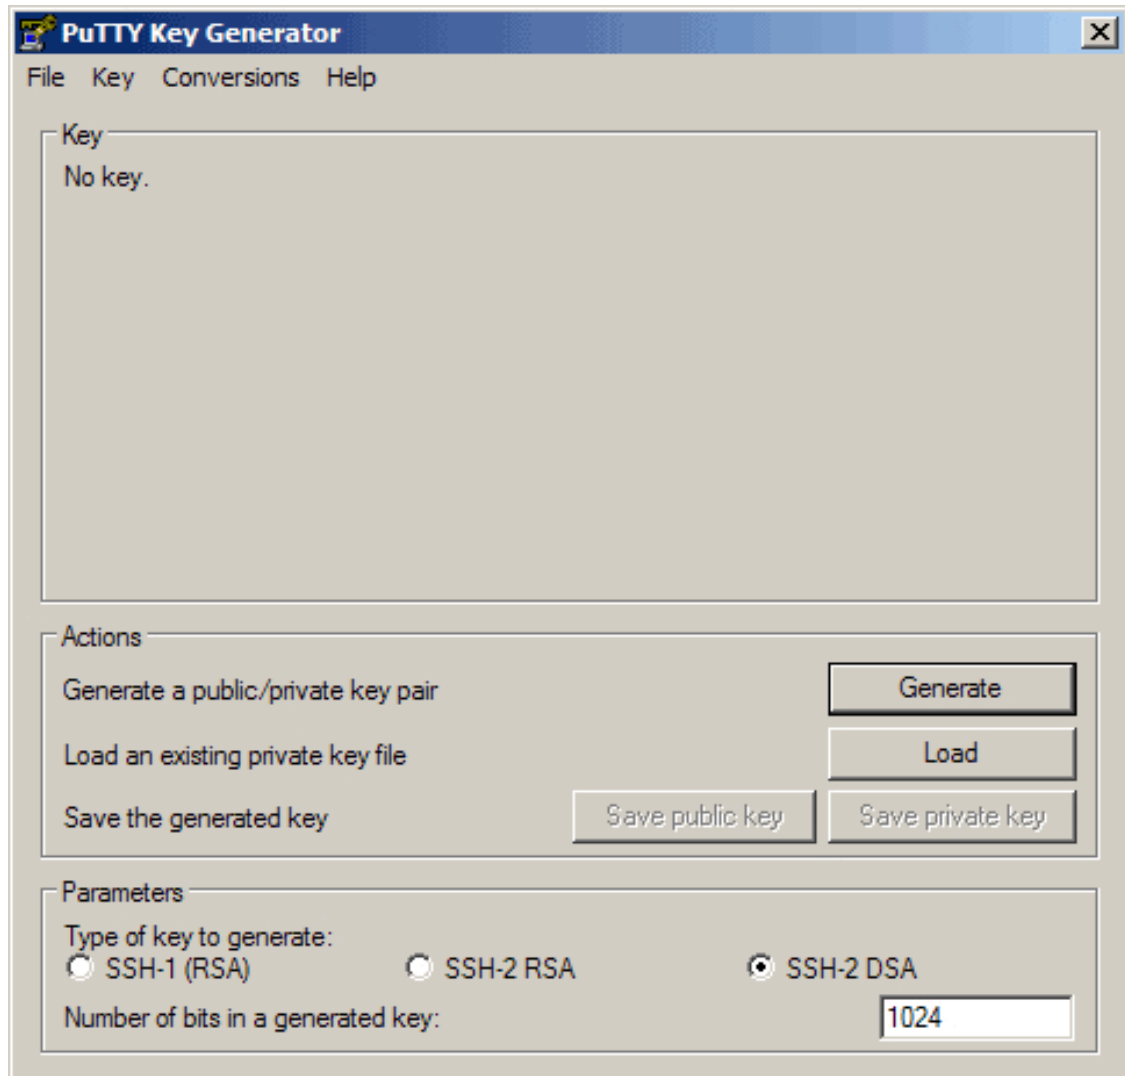 PuTTY Key Generator
File Key Conversions Help
Key
No key.
Actions
Generate a public/private key pair
Generate
Load an existing private key file
Load
Save the generated key
Save public key
Save private key
Parameters
Type of key to generate:
SSH-1 (RSA) SSH-2 RSA SSH-2 DSA
Number of bits in a generated key:
1024